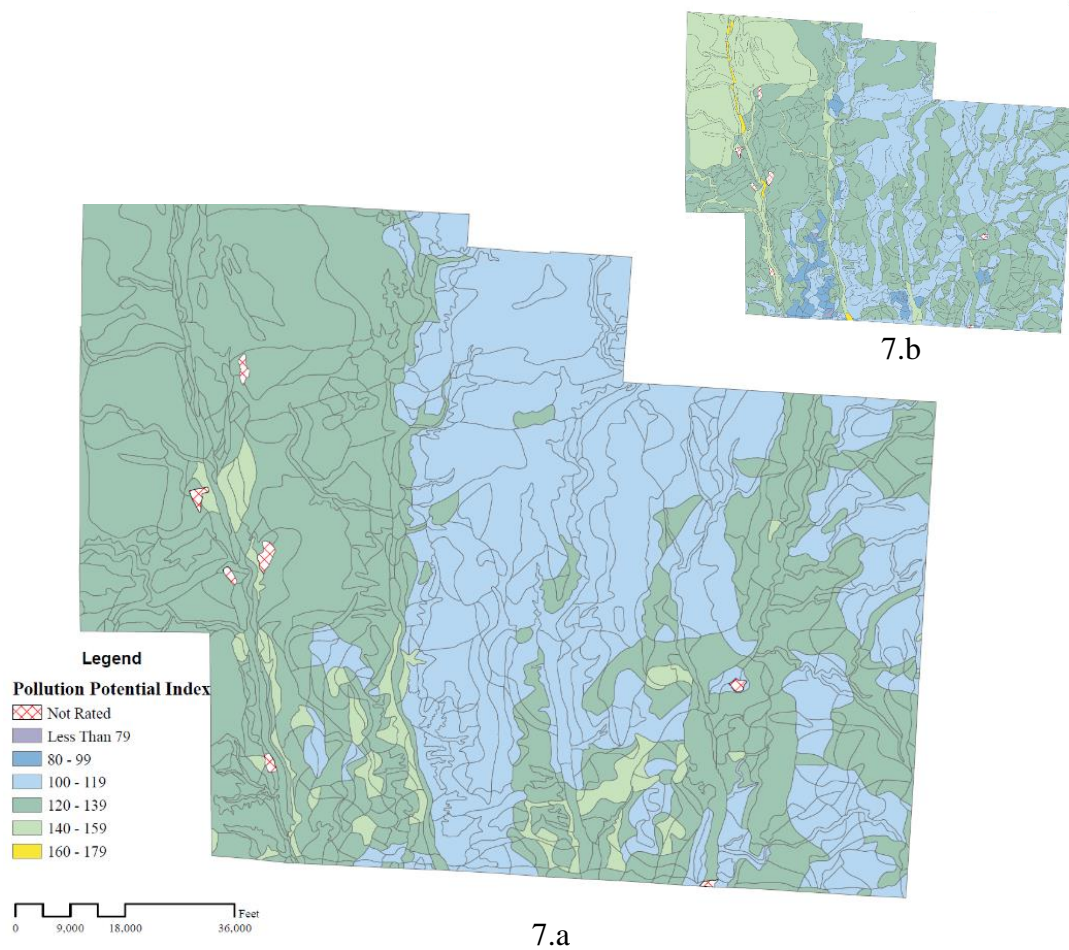 7.b
Legend
Pollution Potential Index
Not Rated
Less Than 79
80 - 99
100 - 119
120 - 139
140 - 159
160 - 179
Feet
0 9,000 18,000 36,000
7.a